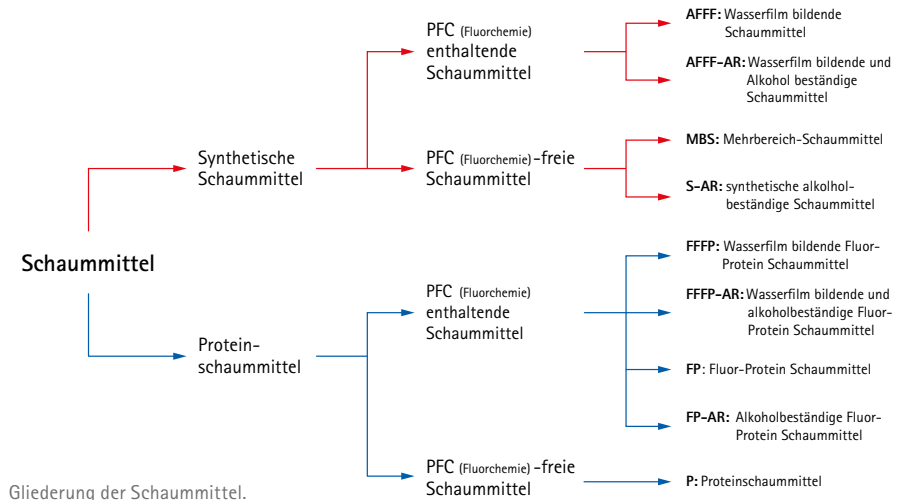 Schaummittel
Synthetische
Schaummittel
PFC (Fluorchemie)
enthaltende
Schaummittel
AFFF: Wasserfilm bildende
Schaummittel
AFFF-AR: Wasserfilm bildende und
Alkohol beständige
Schaummittel
PFC (Fluorchemie) -freie
Schaummittel
MBS: Mehrbereich-Schaummittel
S-AR: synthetische alkohol-
beständige Schaummittel
Protein-
schaummittel
PFC (Fluorchemie)
enthaltende
Schaummittel
FFFP: Wasserfilm bildende Fluor-
Protein Schaummittel
FFFP-AR: Wasserfilm bildende und
alkoholbeständige Fluor-
Protein Schaummittel
FP: Fluor-Protein Schaummittel
FP-AR: Alkoholbeständige Fluor-
Protein Schaummittel
PFC (Fluorchemie) -freie
Schaummittel
P: Proteinschaummittel
Gliederung der Schaummittel.